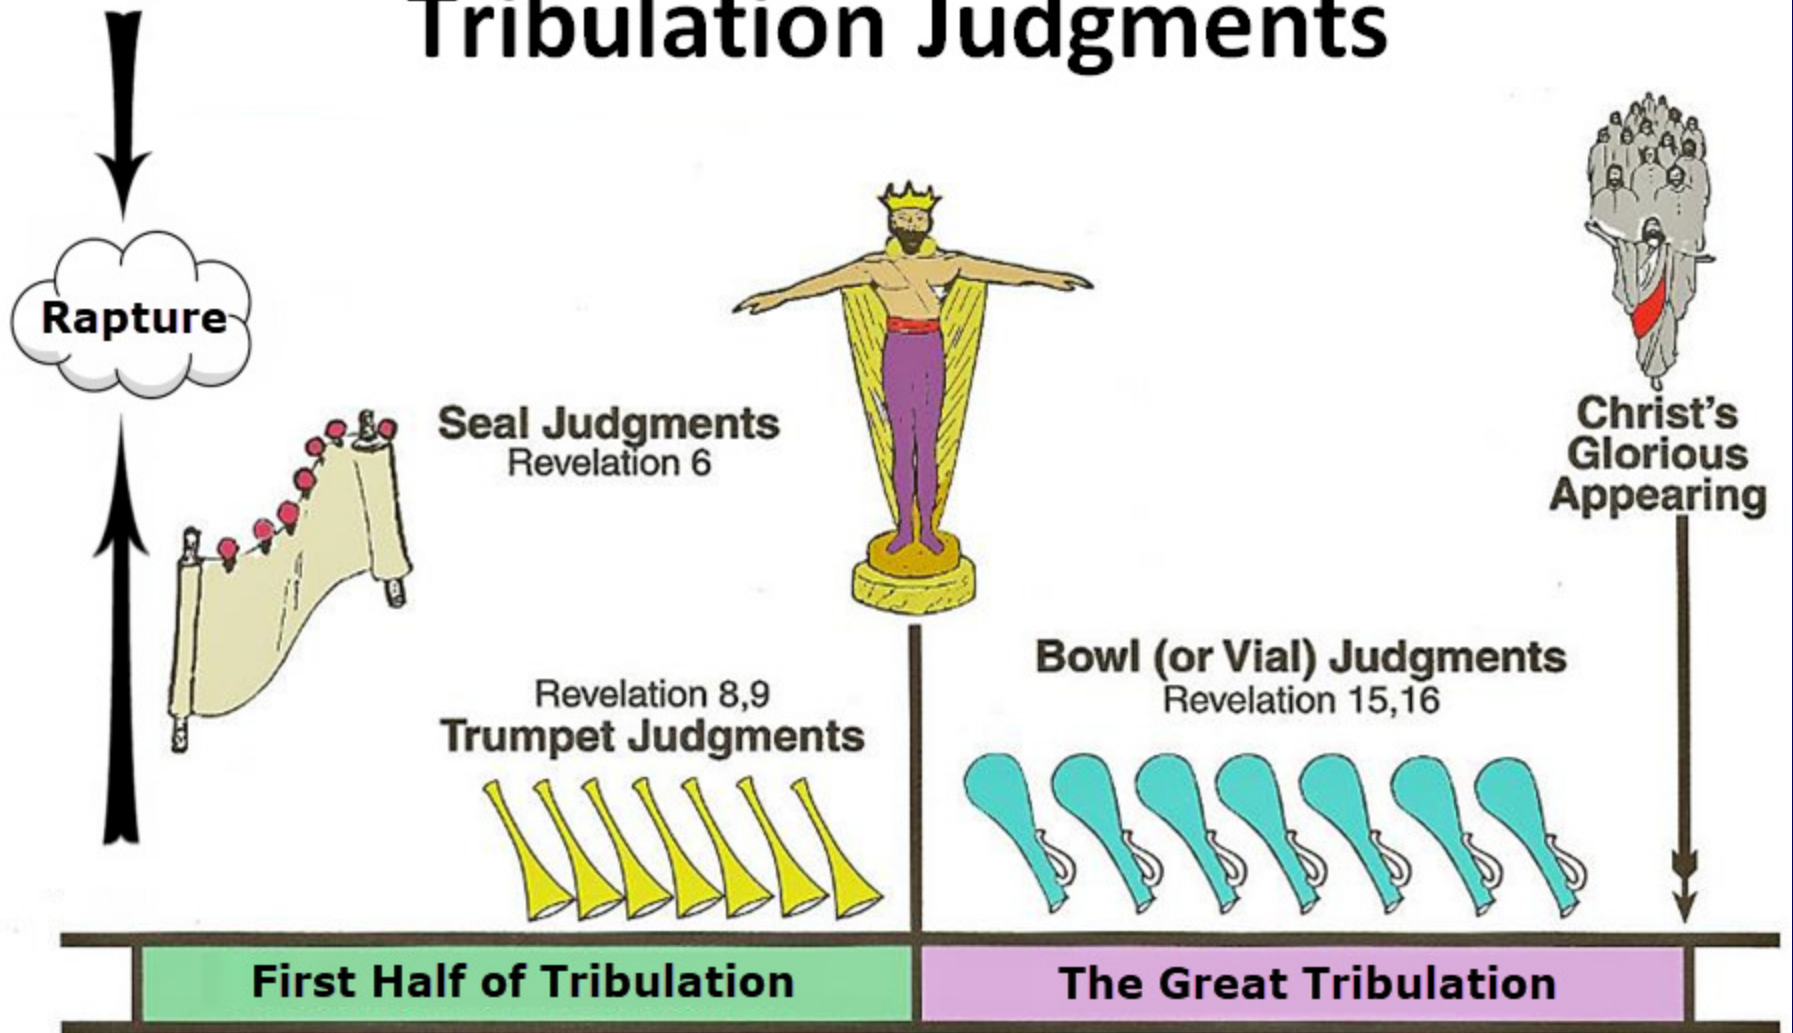 Tribulation Judgments
Rapture
Seal Judgments
Revelation 6
Christ's
Glorious
Appearing
Revelation 8,9
Trumpet Judgments
Bowl (or Vial) Judgments
Revelation 15,16
First Half of Tribulation
The Great Tribulation